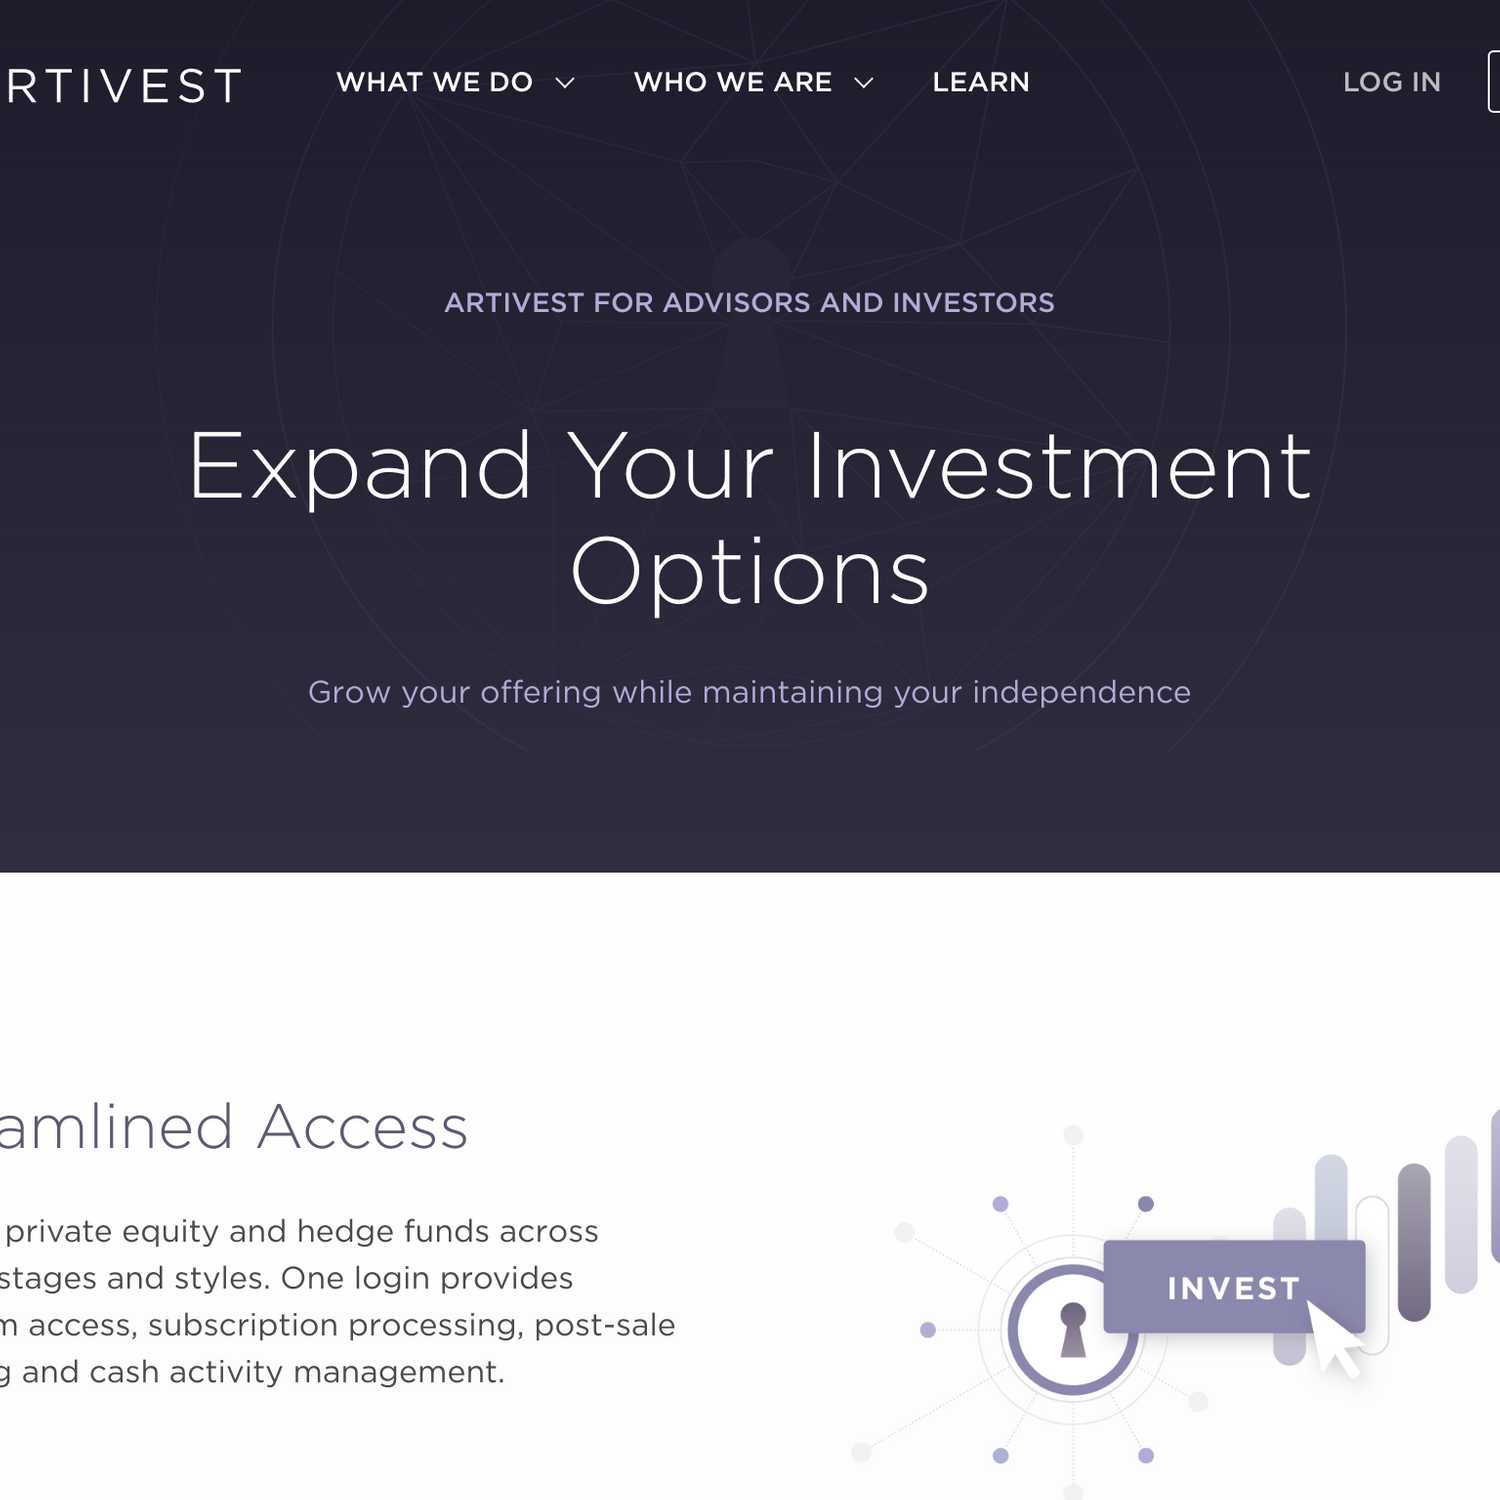 RTIVEST WHAT WE DO WHO WE ARE LEARN LOG IN
ARTIVEST FOR ADVISORS AND INVESTORS
Expand Your Investment
Options
Grow your offering while maintaining your independence
amlined Access
private equity and hedge funds across
stages and styles. One login provides
m access, subscription processing, post-sale
g and cash activity management.
INVEST